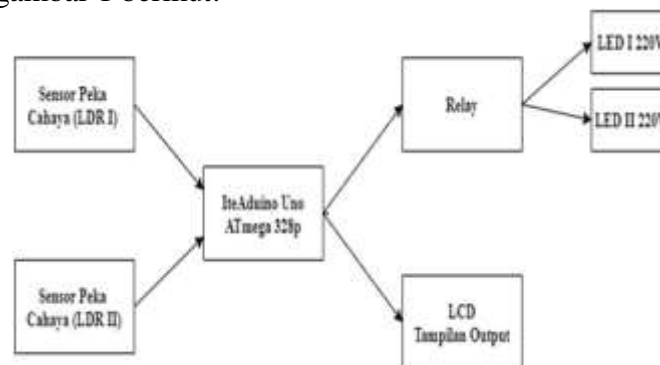 gambar 1 berikut.
Sensor Peka
Cahaya (LDR I)
Sensor Peka
Cahaya (LDR II)
IteAduino Uno
ATmega 328p
Relay
LCD
Tampilan Output
LED I 220V
LED II 220V